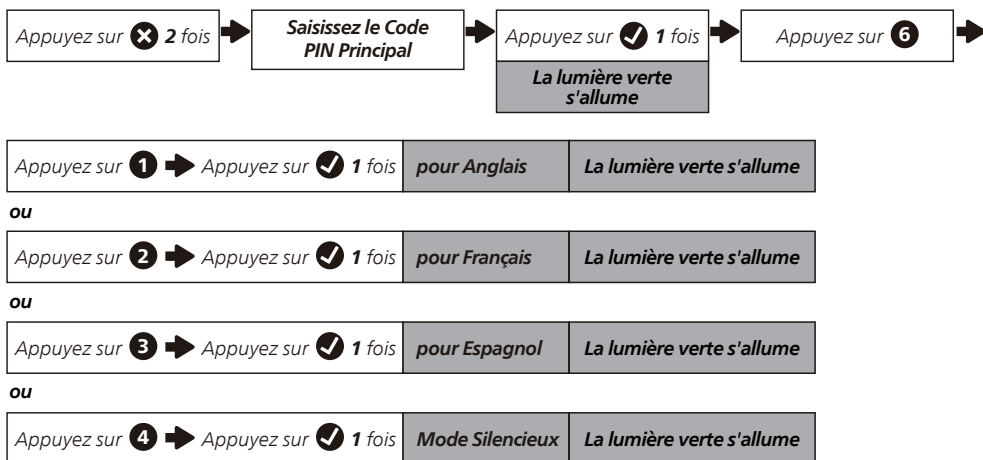 Appuyez sur ✖ 2 fois
Saisissez le Code
PIN Principal
Appuyez sur ✔ 1 fois
La lumière verte
s'allume
Appuyez sur 6
Appuyez sur 1 ➡ Appuyez sur ✔ 1 fois pour Anglais La lumière verte s'allume
ou
Appuyez sur 2 ➡ Appuyez sur ✔ 1 fois pour Français La lumière verte s'allume
ou
Appuyez sur 3 ➡ Appuyez sur ✔ 1 fois pour Espagnol La lumière verte s'allume
ou
Appuyez sur 4 ➡ Appuyez sur ✔ 1 fois Mode Silencieux La lumière verte s'allume